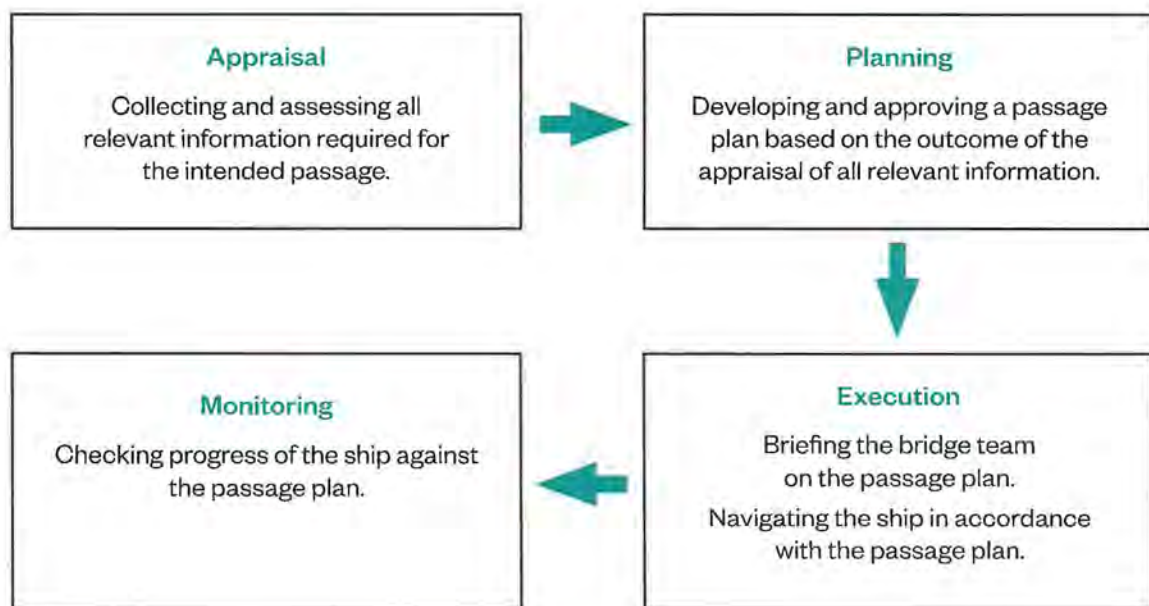 Appraisal
Collecting and assessing all
relevant information required for
the intended passage.
Planning
Developing and approving a passage
plan based on the outcome of the
appraisal of all relevant information.
Monitoring
Checking progress of the ship against
the passage plan.
Execution
Briefing the bridge team
on the passage plan.
Navigating the ship in accordance
with the passage plan.